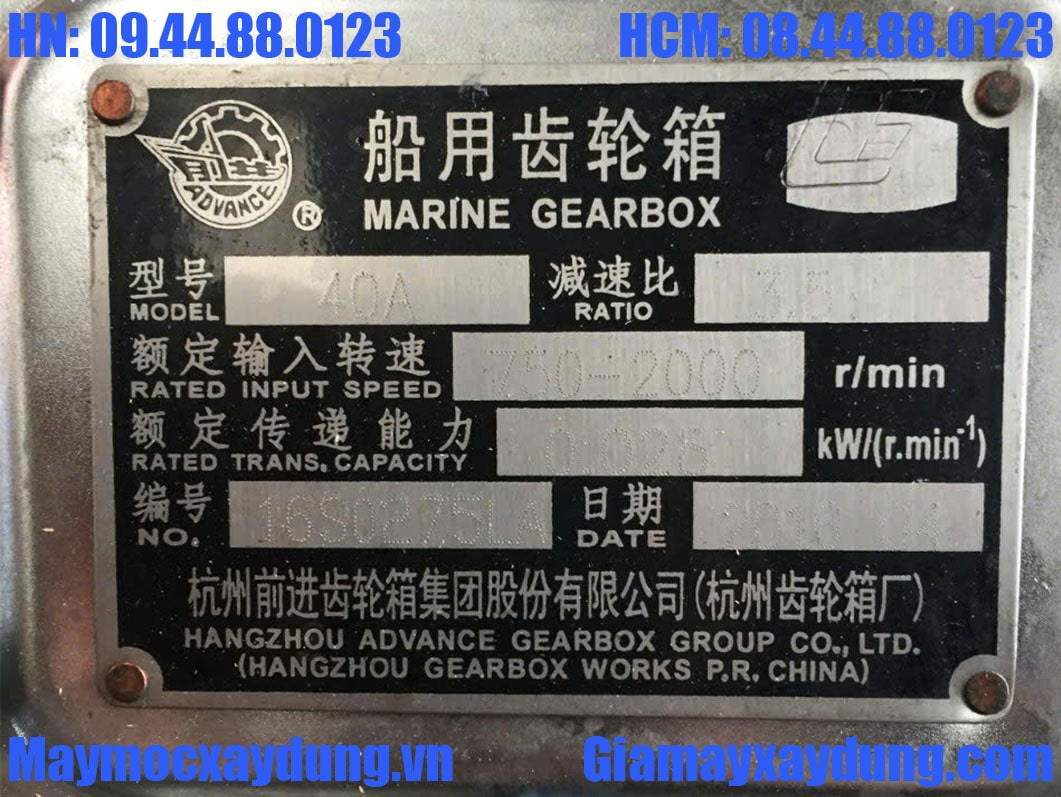 HN: 09.44.88.0123
HCM: 08.44.88.0123
前进
ADVANCE
®
船用齿轮箱
MARINE GEARBOX
型号 40A 减速比
MODEL RATIO
额定输入转速 750-2000 r/min
RATED INPUT SPEED
额定传递能力 0.025 kW/(r.min⁻¹)
RATED TRANS. CAPACITY
编号 日期
NO. DATE
杭州前进齿轮箱集团股份有限公司(杭州齿轮箱厂)
HANGZHOU ADVANCE GEARBOX GROUP CO., LTD.
(HANGZHOU GEARBOX WORKS P.R. CHINA)
Maymocxaydung.vn
Giamayxaydung.com